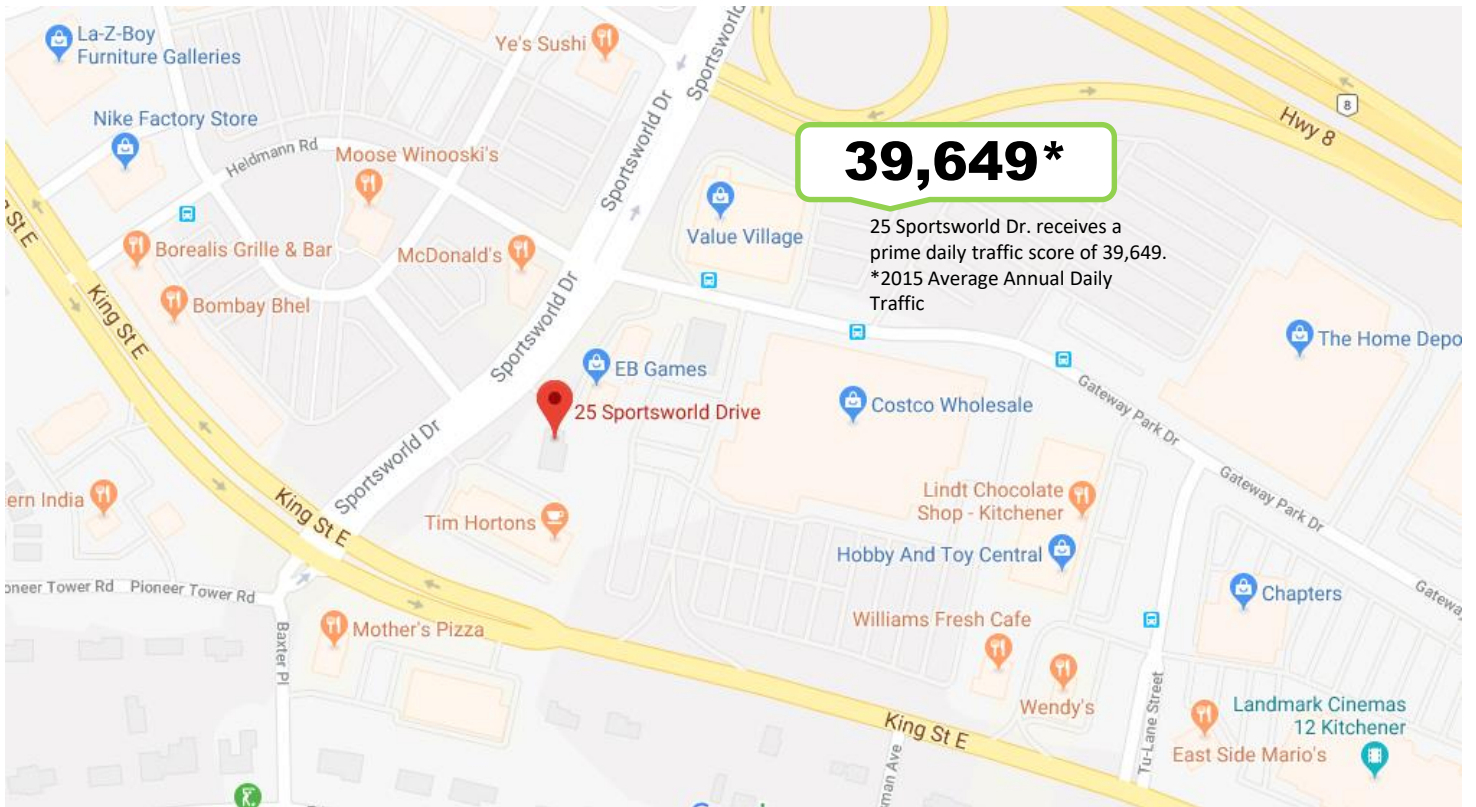 La-Z-Boy
Furniture Galleries
Ye's Sushi
Sportsworld Dr
8
Hwy 8
Nike Factory Store
Heldmann Rd
Moose Winooski's
39,649*
25 Sportsworld Dr. receives a
prime daily traffic score of 39,649.
*2015 Average Annual Daily
Traffic
Sportsworld Dr
Value Village
St E
Borealis Grille & Bar
McDonald's
Bombay Bhel
King St E
Sportsworld Dr
The Home Depo
EB Games
25 Sportsworld Drive
Costco Wholesale
Gateway Park Dr
Sportsworld Dr
ern India
King St E
Tim Hortons
Lindt Chocolate
Shop - Kitchener
Gateway Park Dr
Hobby And Toy Central
oneer Tower Rd
Pioneer Tower Rd
Chapters
Gateway
Baxter Pl
Mother's Pizza
Williams Fresh Cafe
Wendy's
Tu-Lane Street
King St E
man Ave
Landmark Cinemas
12 Kitchener
East Side Mario's